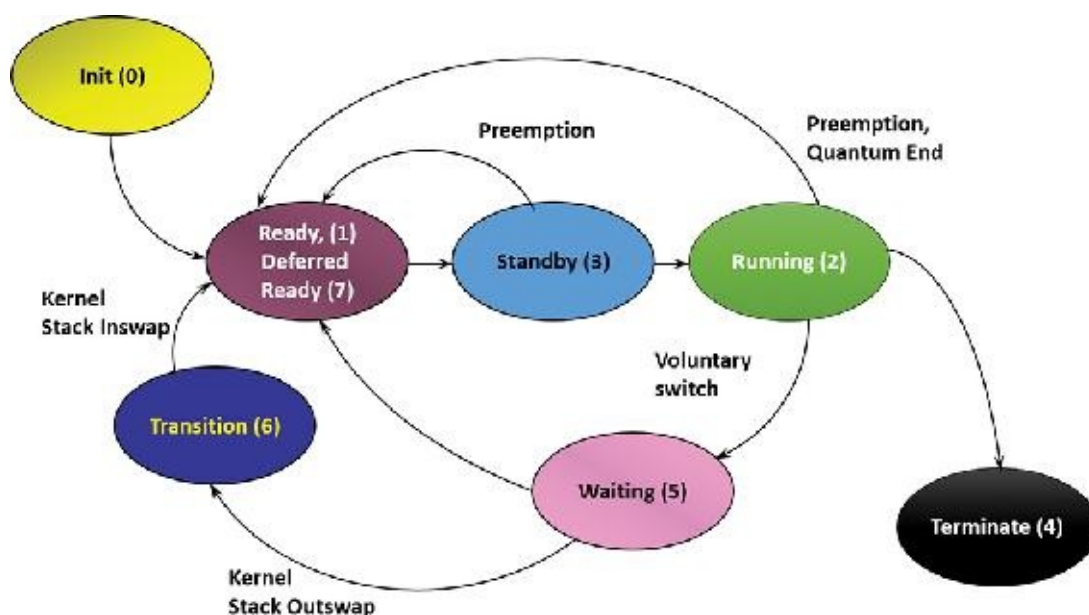 Init (0)
Preemption
Preemption,
Quantum End
Ready, (1)
Deferred
Ready (7)
Standby (3)
Running (2)
Kernel
Stack Inswap
Voluntary
switch
Transition (6)
Waiting (5)
Terminate (4)
Kernel
Stack Outswap